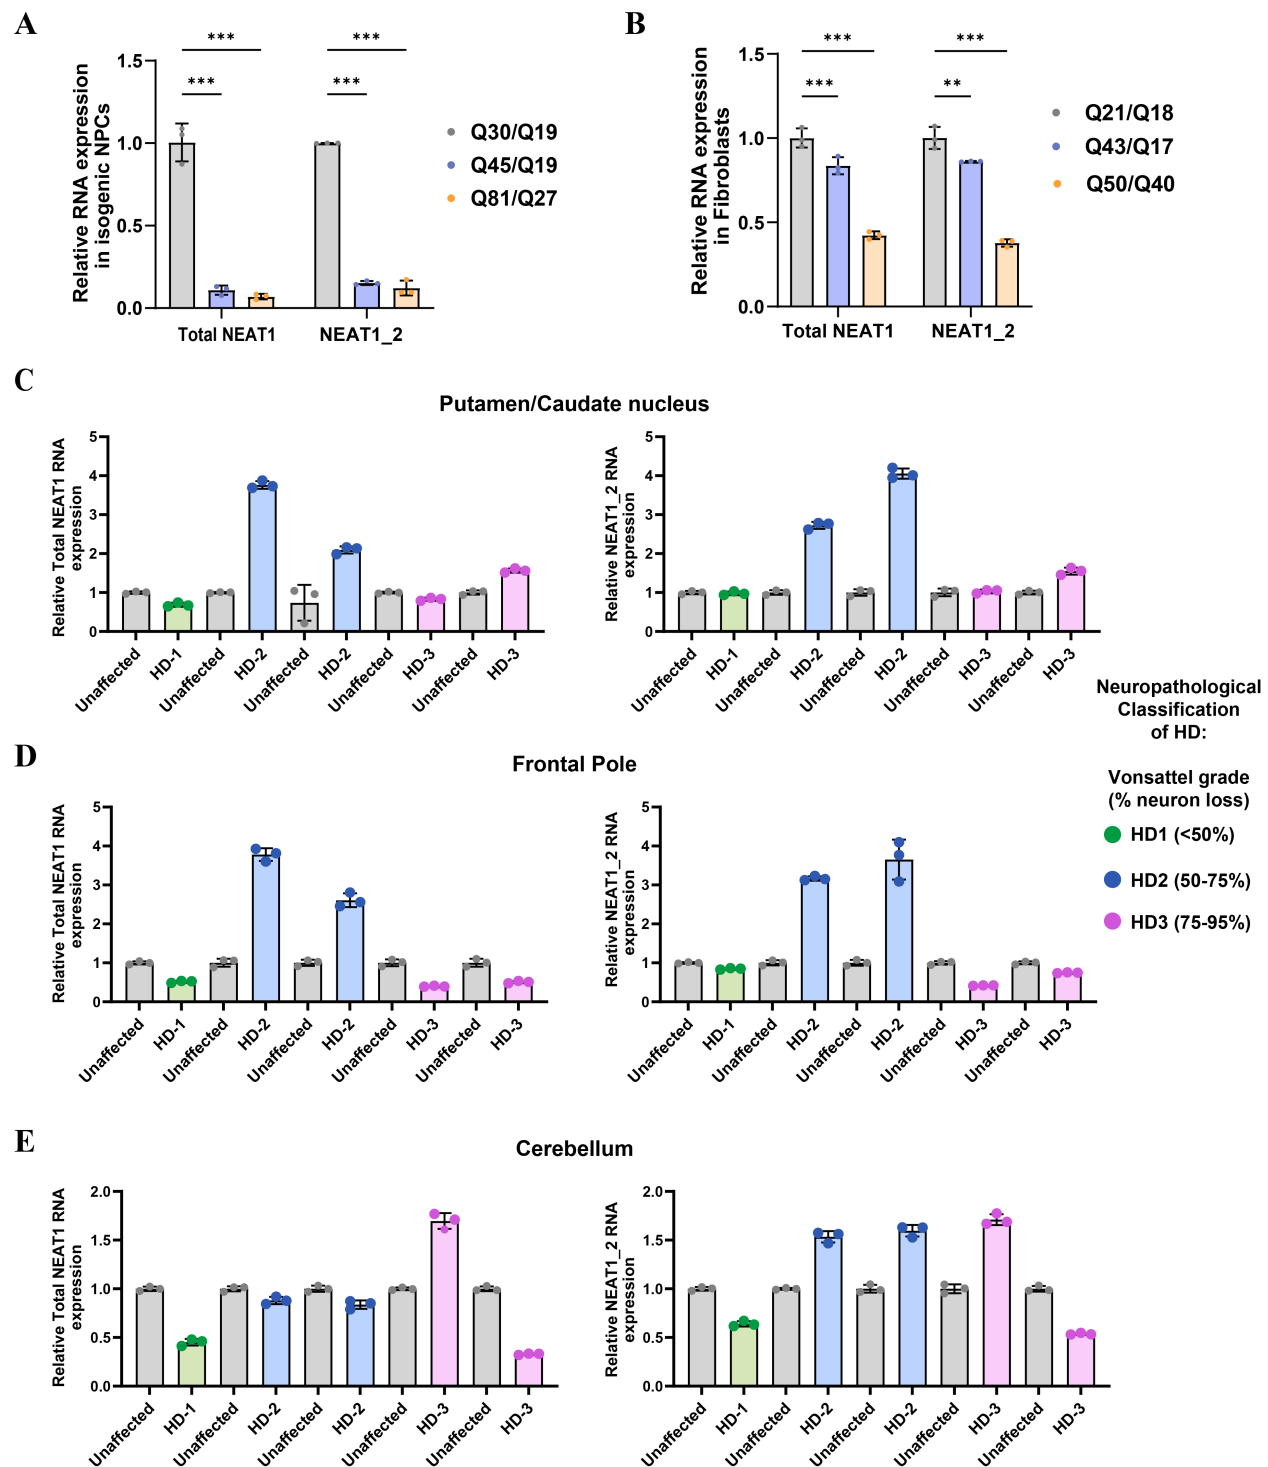 A
Relative RNA expression
in isogenic NPCs
1.5
1.0
0.5
0.0
***
***
***
***
Total NEAT1
NEAT1_2
Q30/Q19
Q45/Q19
Q81/Q27
B
Relative RNA expression
in Fibroblasts
1.5
1.0
0.5
0.0
***
***
***
**
Total NEAT1
NEAT1_2
Q21/Q18
Q43/Q17
Q50/Q40
C
Putamen/Caudate nucleus
Relative Total NEAT1 RNA
expression
5
4
3
2
1
0
Unaffected
HD-1
Unaffected
HD-2
Unaffected
HD-2
Unaffected
HD-3
Unaffected
HD-3
Relative NEAT1_2 RNA
expression
5
4
3
2
1
0
Unaffected
HD-1
Unaffected
HD-2
Unaffected
HD-2
Unaffected
HD-3
Unaffected
HD-3
Neuropathological
Classification
of HD:
Vonsattel grade
(% neuron loss)
HD1 (<50%)
HD2 (50-75%)
HD3 (75-95%)
D
Frontal Pole
Relative Total NEAT1 RNA
expression
5
4
3
2
1
0
Unaffected
HD-1
Unaffected
HD-2
Unaffected
HD-2
Unaffected
HD-3
Unaffected
HD-3
Relative NEAT1_2 RNA
expression
5
4
3
2
1
0
Unaffected
HD-1
Unaffected
HD-2
Unaffected
HD-2
Unaffected
HD-3
Unaffected
HD-3
E
Cerebellum
Relative Total NEAT1 RNA
expression
2.0
1.5
1.0
0.5
0.0
Unaffected
HD-1
Unaffected
HD-2
Unaffected
HD-2
Unaffected
HD-3
Unaffected
HD-3
Relative NEAT1_2 RNA
expression
2.0
1.5
1.0
0.5
0.0
Unaffected
HD-1
Unaffected
HD-2
Unaffected
HD-2
Unaffected
HD-3
Unaffected
HD-3